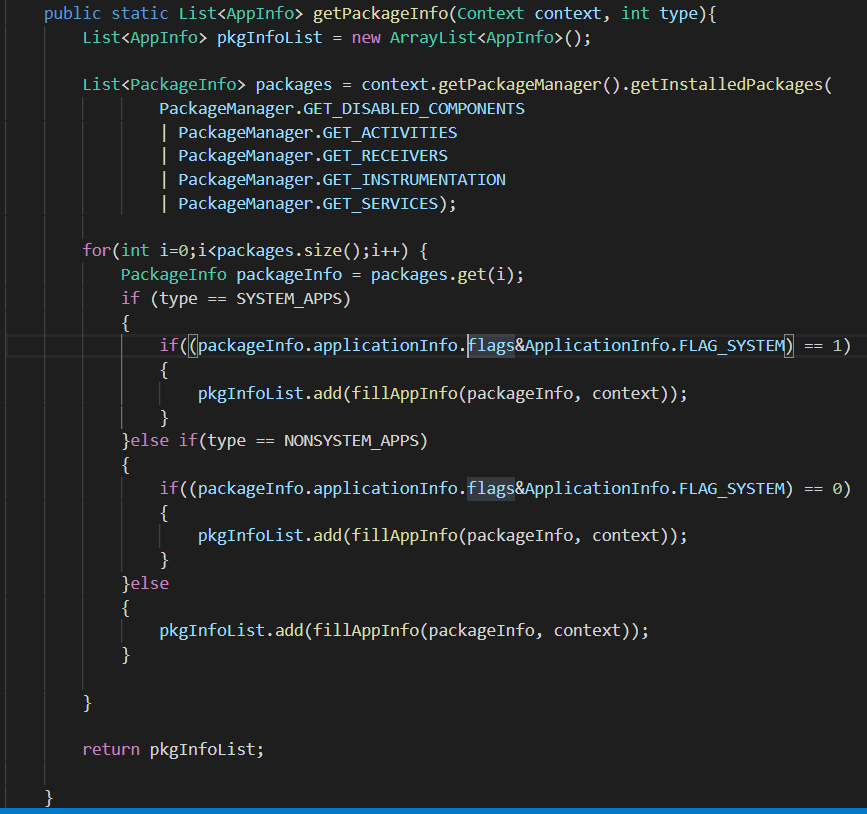 public static List<AppInfo> getPackageInfo(Context context, int type){
List<AppInfo> pkgInfoList = new ArrayList<AppInfo>();
List<PackageInfo> packages = context.getPackageManager().getInstalledPackages(
PackageManager.GET_DISABLED_COMPONENTS
| PackageManager.GET_ACTIVITIES
| PackageManager.GET_RECEIVERS
| PackageManager.GET_INSTRUMENTATION
| PackageManager.GET_SERVICES);
for(int i=0;i<packages.size();i++) {
PackageInfo packageInfo = packages.get(i);
if (type == SYSTEM_APPS)
{
if((packageInfo.applicationInfo.flags&ApplicationInfo.FLAG_SYSTEM) == 1)
{
pkgInfoList.add(fillAppInfo(packageInfo, context));
}
}else if(type == NONSYSTEM_APPS)
{
if((packageInfo.applicationInfo.flags&ApplicationInfo.FLAG_SYSTEM) == 0)
{
pkgInfoList.add(fillAppInfo(packageInfo, context));
}
}else
{
pkgInfoList.add(fillAppInfo(packageInfo, context));
}
}
return pkgInfoList;
}